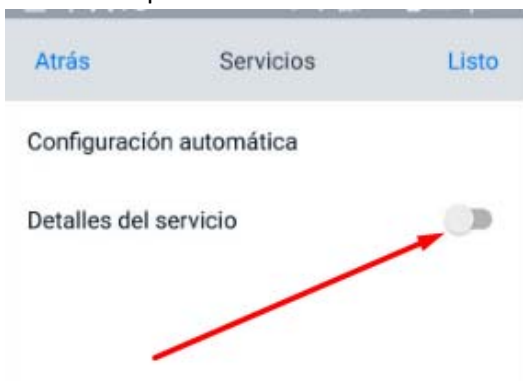 Atrás Servicios Listo
Configuración automática
Detalles del servicio